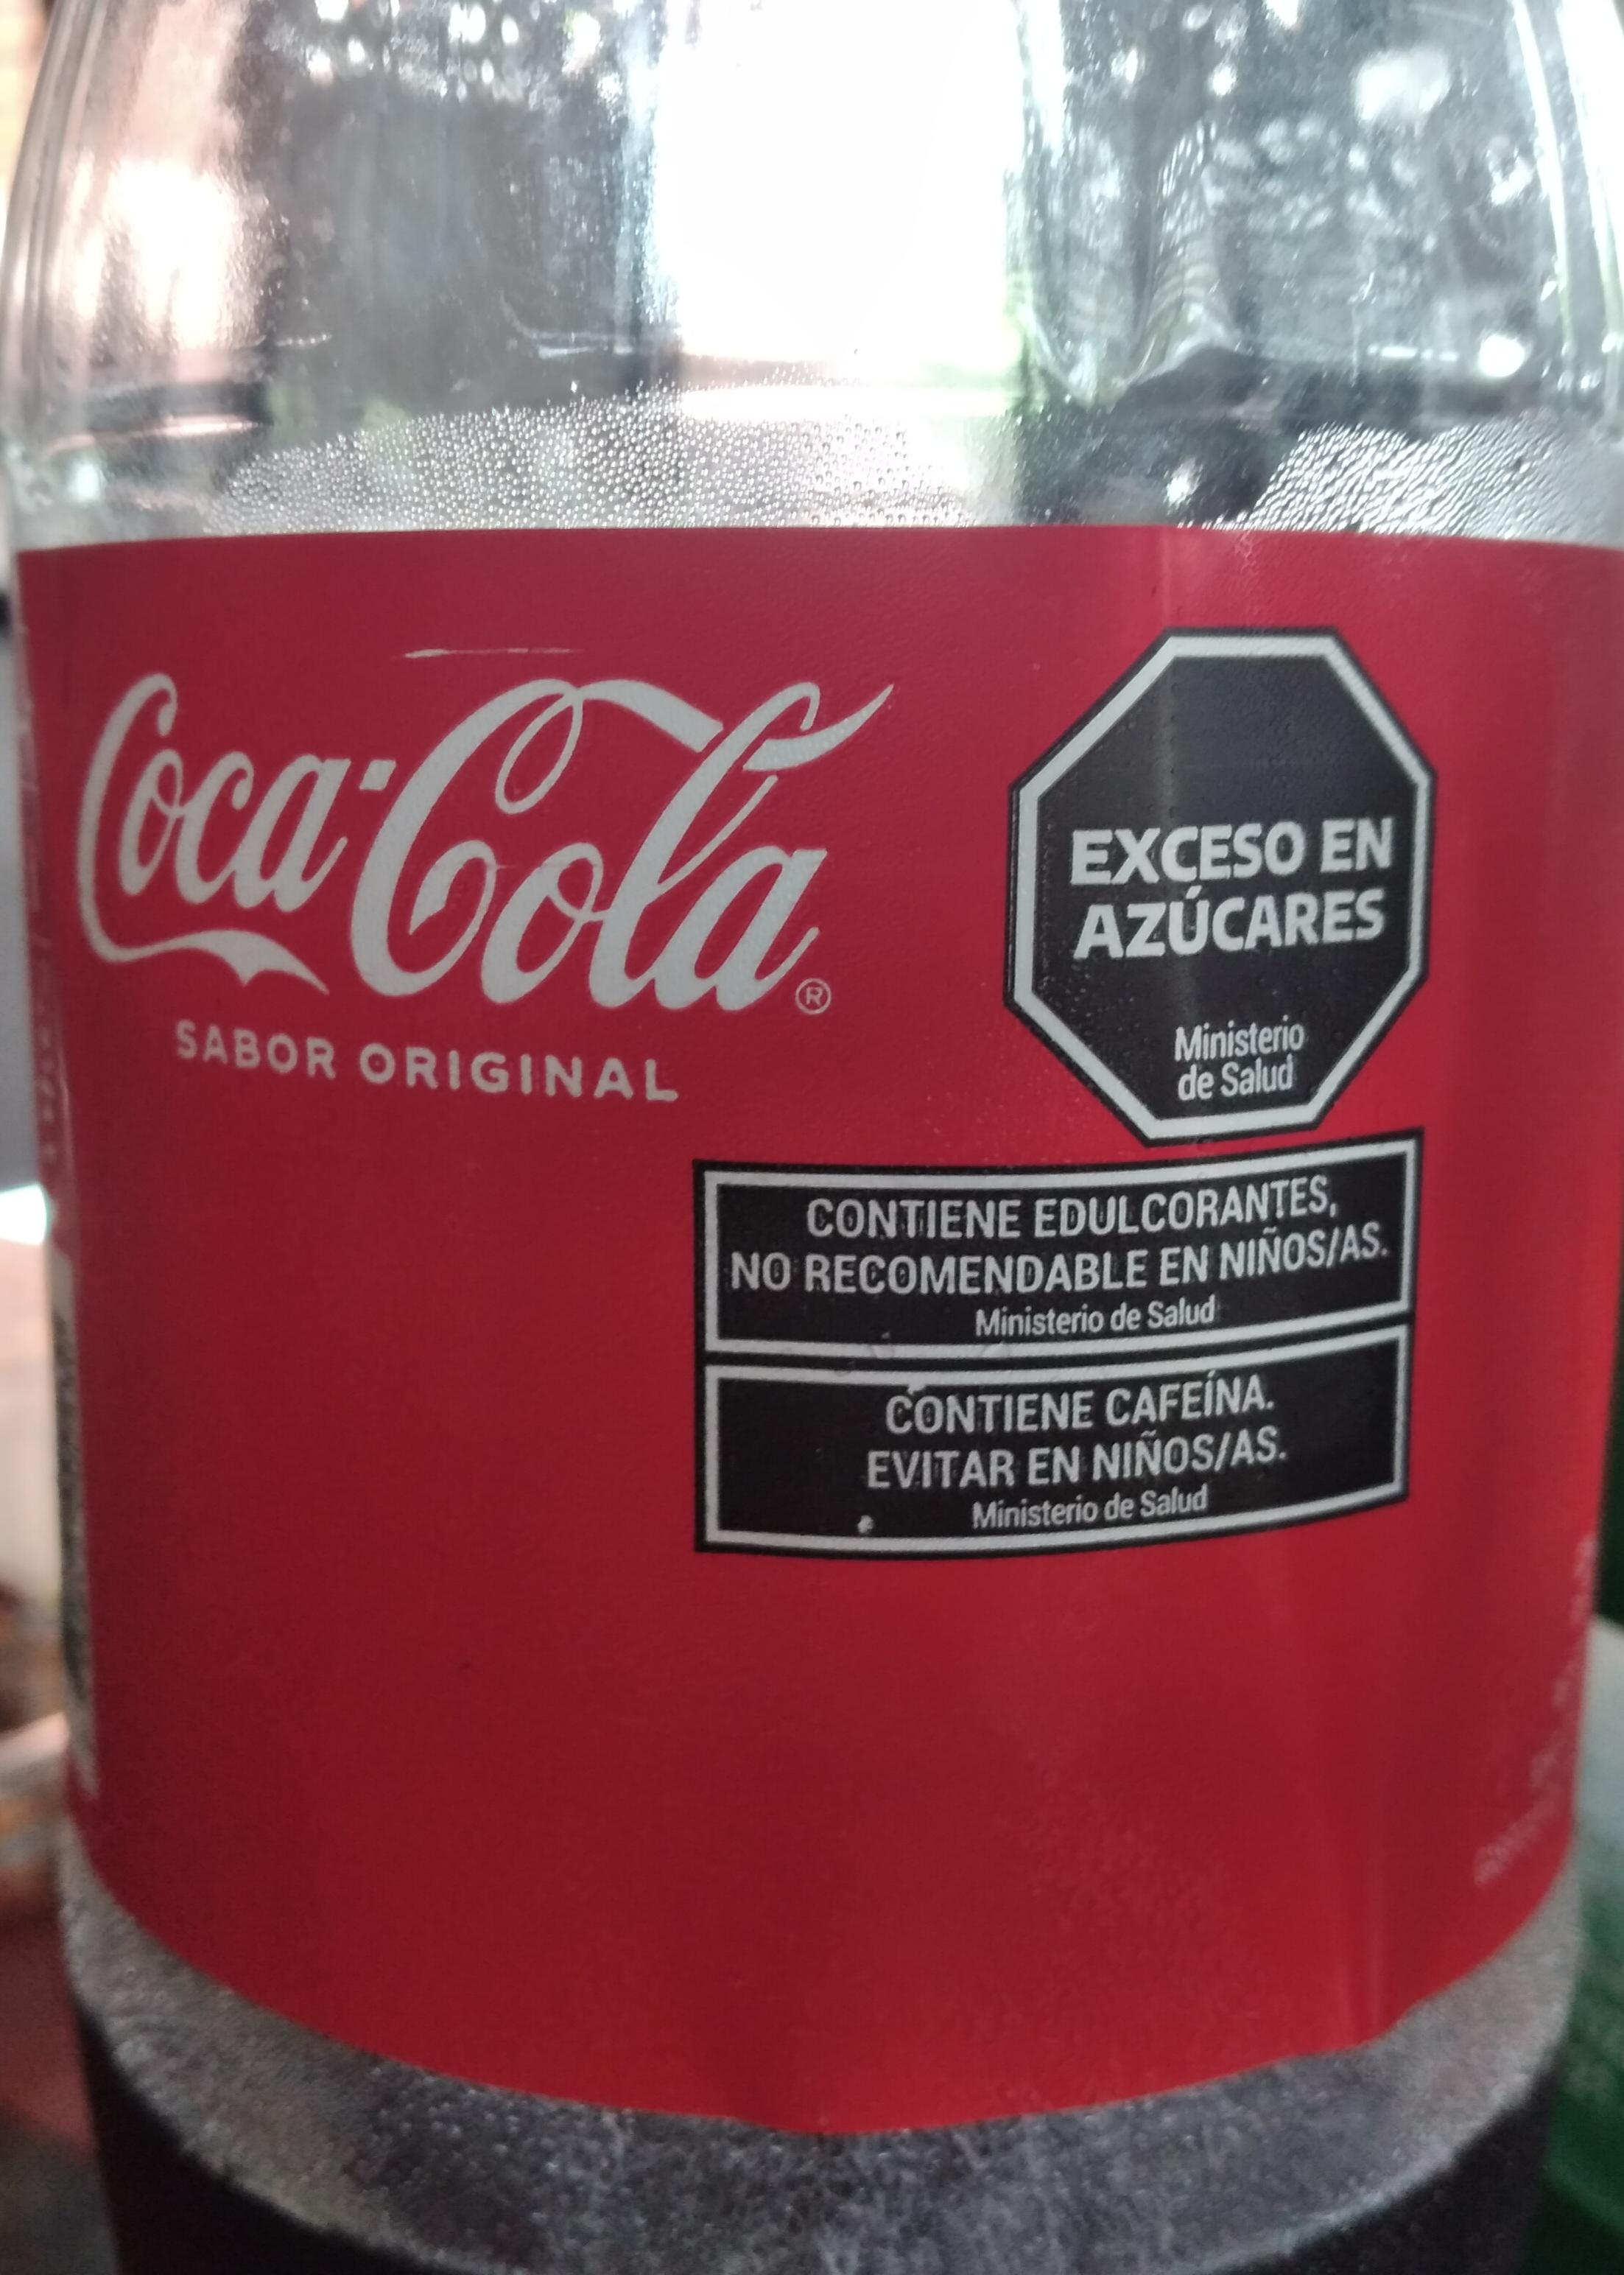 Coca-Cola®
SABOR ORIGINAL
EXCESO EN
AZÚCARES
Ministerio
de Salud
CONTIENE EDULCORANTES,
NO RECOMENDABLE EN NIÑOS/AS.
Ministerio de Salud
CONTIENE CAFEÍNA.
EVITAR EN NIÑOS/AS.
Ministerio de Salud